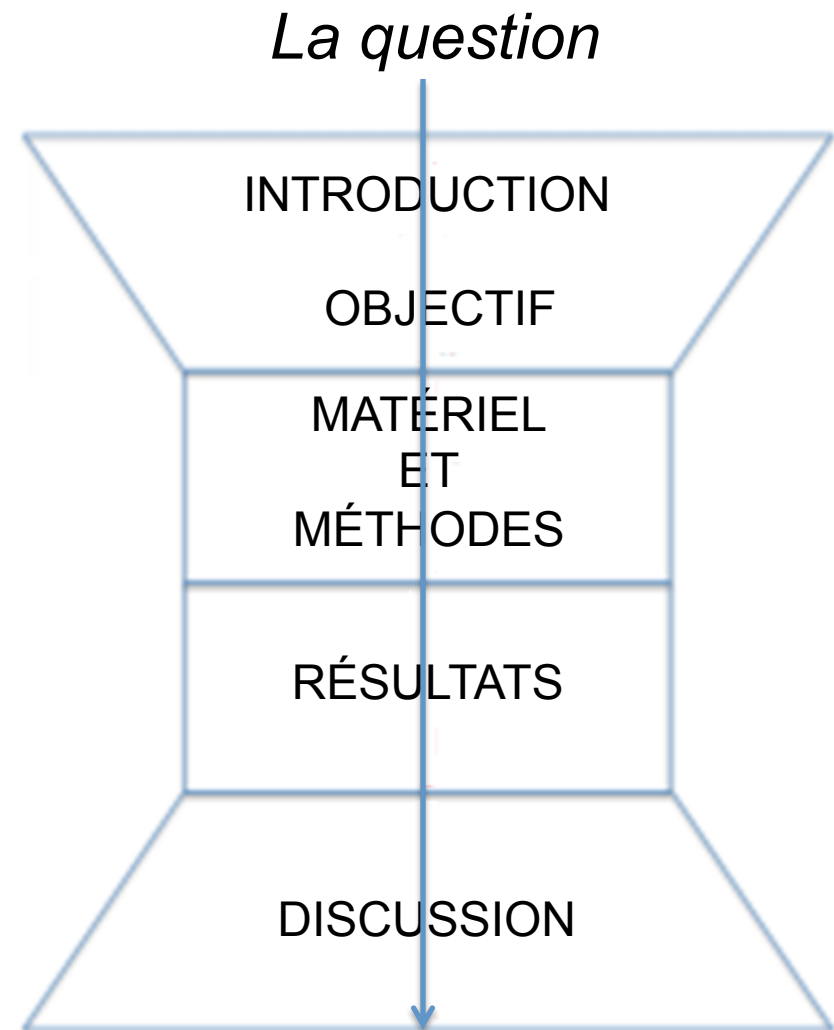 La question
INTRODUCTION
OBJECTIF
MATÉRIEL
ET
MÉTHODES
RÉSULTATS
DISCUSSION